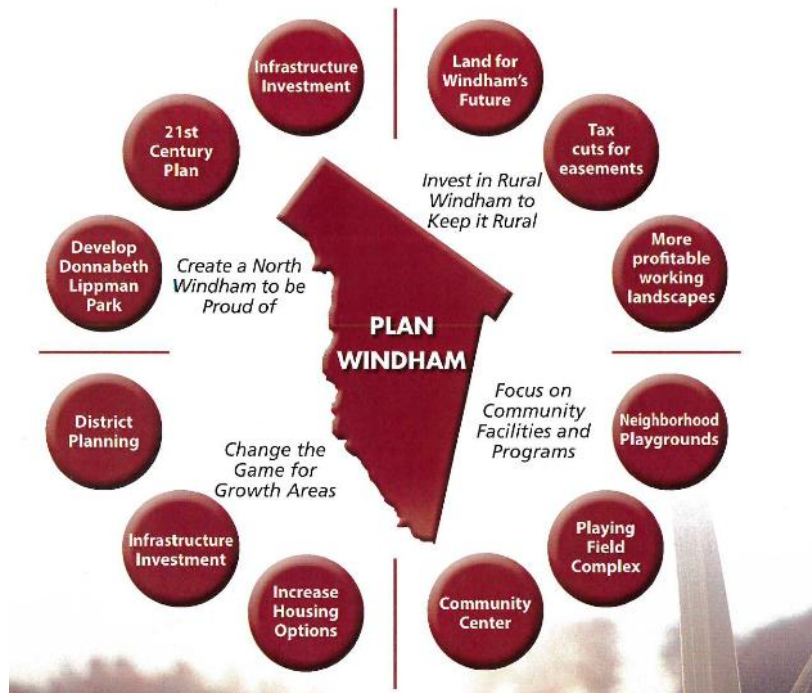 Infrastructure
Investment
21st
Century
Plan
Develop
Donnabeth
Lippman
Park
Create a North
Windham to be
Proud of
Land for
Windham's
Future
Tax
cuts for
easements
More
profitable
working
landscapes
Invest in Rural
Windham to
Keep it Rural
PLAN
WINDHAM
District
Planning
Infrastructure
Investment
Increase
Housing
Options
Change the
Game for
Growth Areas
Focus on
Community
Facilities and
Programs
Neighborhood
Playgrounds
Playing
Field
Complex
Community
Center